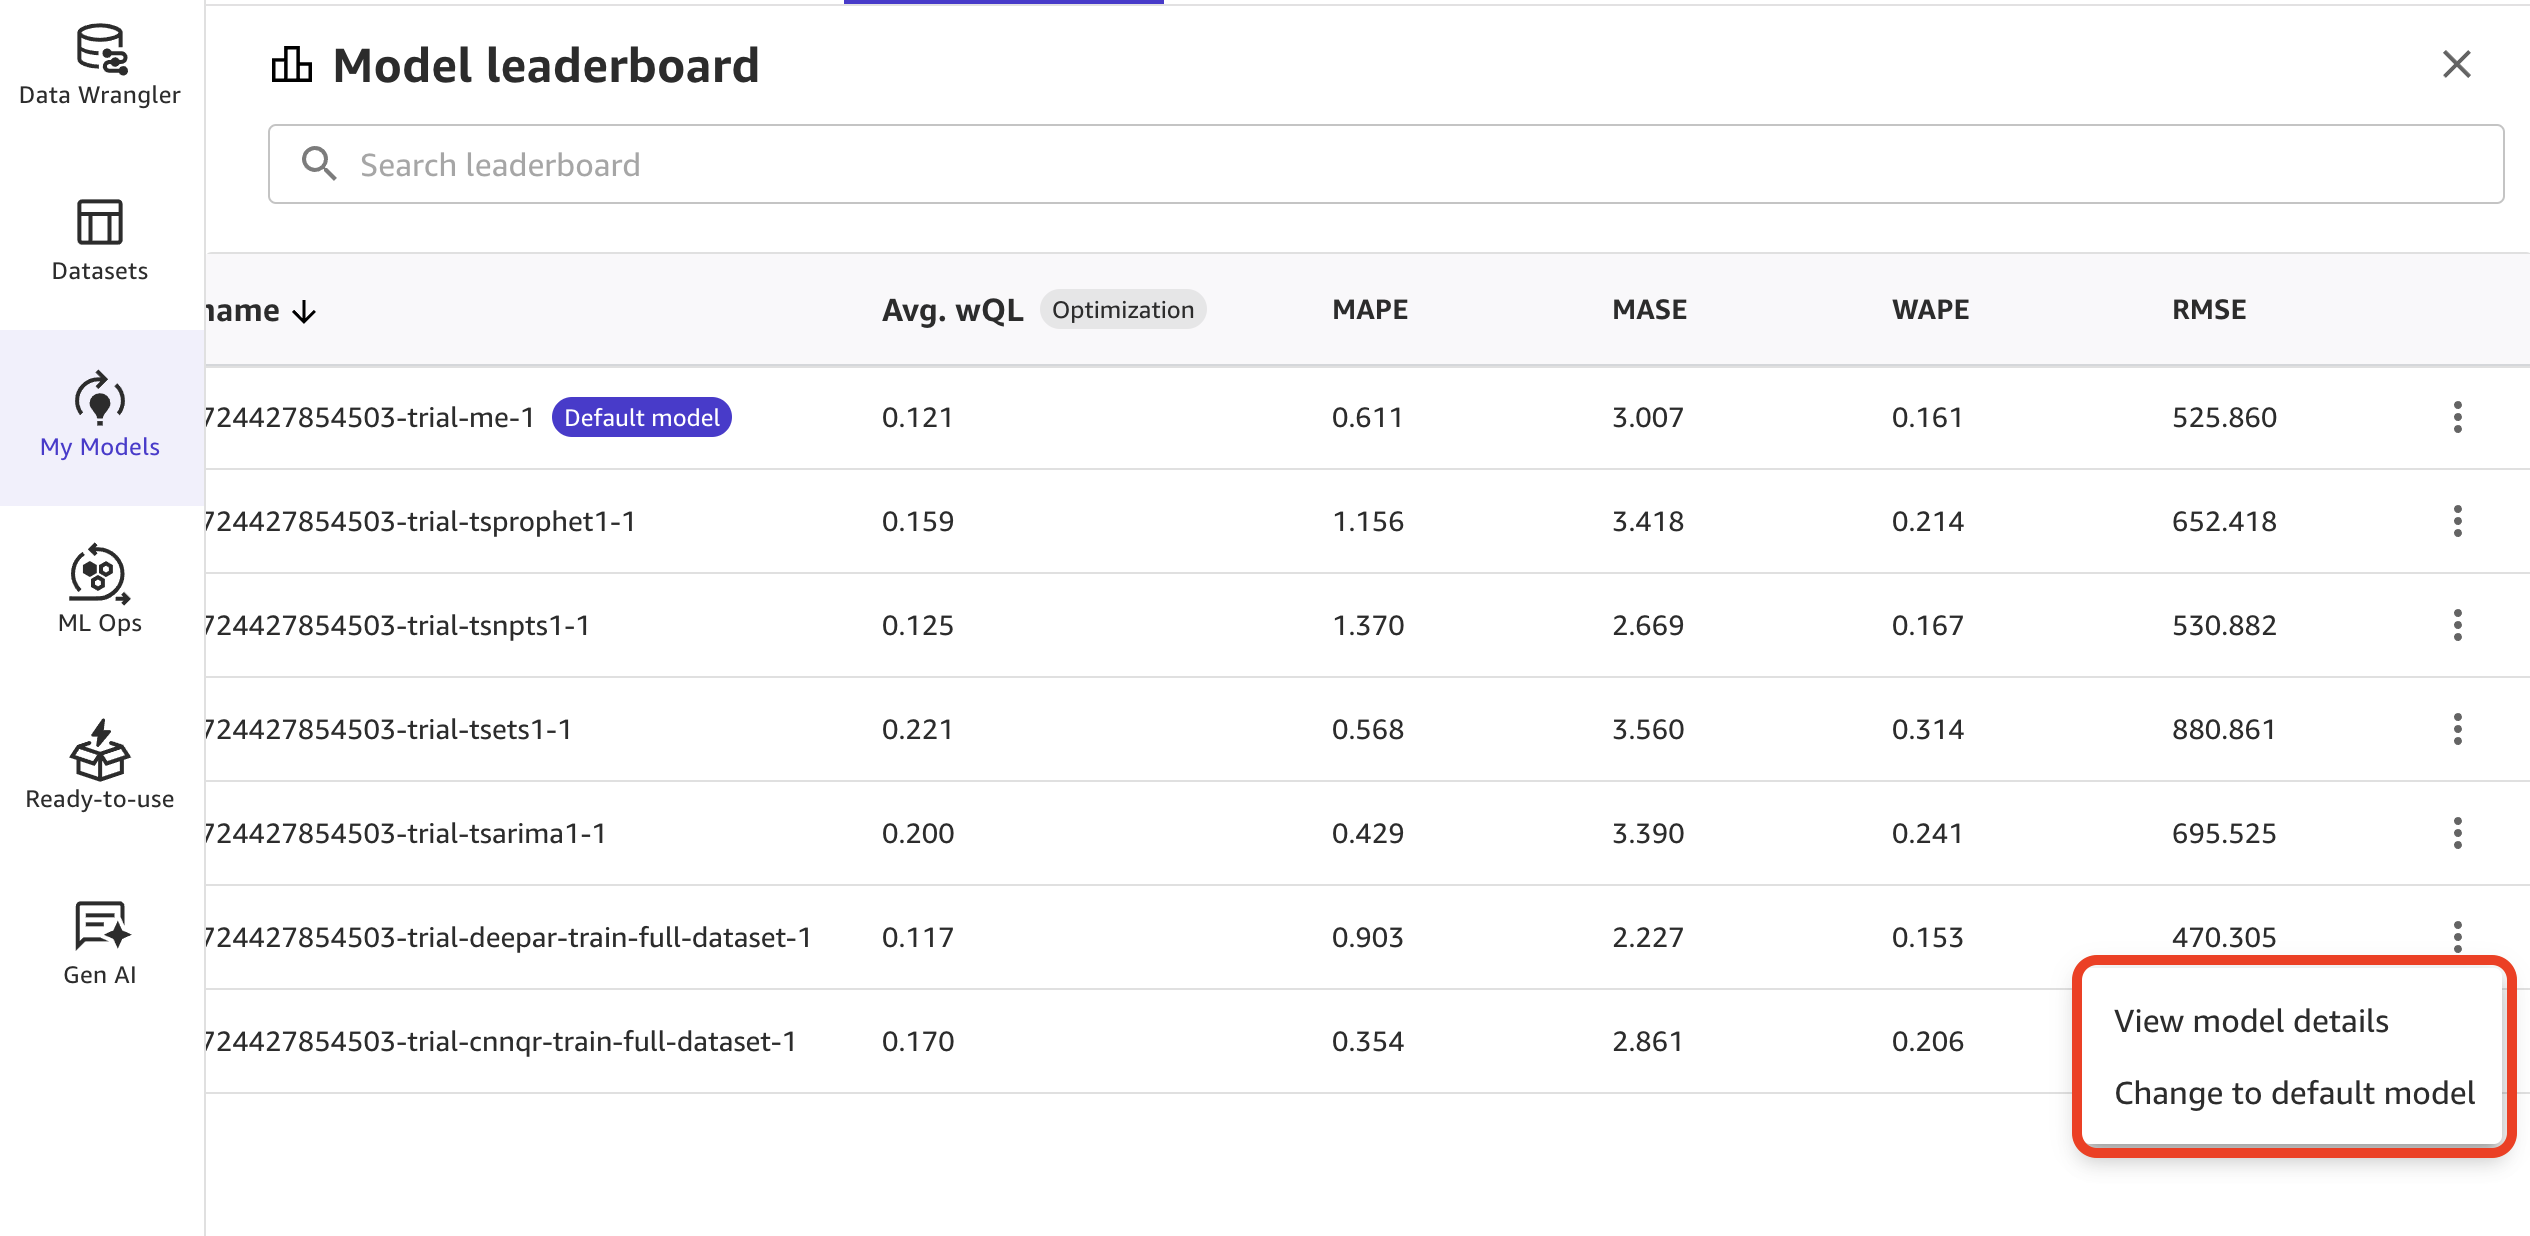 Data Wrangler
Datasets
My Models
ML Ops
Ready-to-use
Gen AI
Model leaderboard
Search leaderboard
name Avg. wQL Optimization MAPE MASE WAPE RMSE
724427854503-trial-me-1 Default model 0.121 0.611 3.007 0.161 525.860
724427854503-trial-tsprophet1-1 0.159 1.156 3.418 0.214 652.418
724427854503-trial-tsnpts1-1 0.125 1.370 2.669 0.167 530.882
724427854503-trial-tsets1-1 0.221 0.568 3.560 0.314 880.861
724427854503-trial-tsarima1-1 0.200 0.429 3.390 0.241 695.525
724427854503-trial-deepar-train-full-dataset-1 0.117 0.903 2.227 0.153 470.305
724427854503-trial-cnnqr-train-full-dataset-1 0.170 0.354 2.861 0.206
View model details
Change to default model